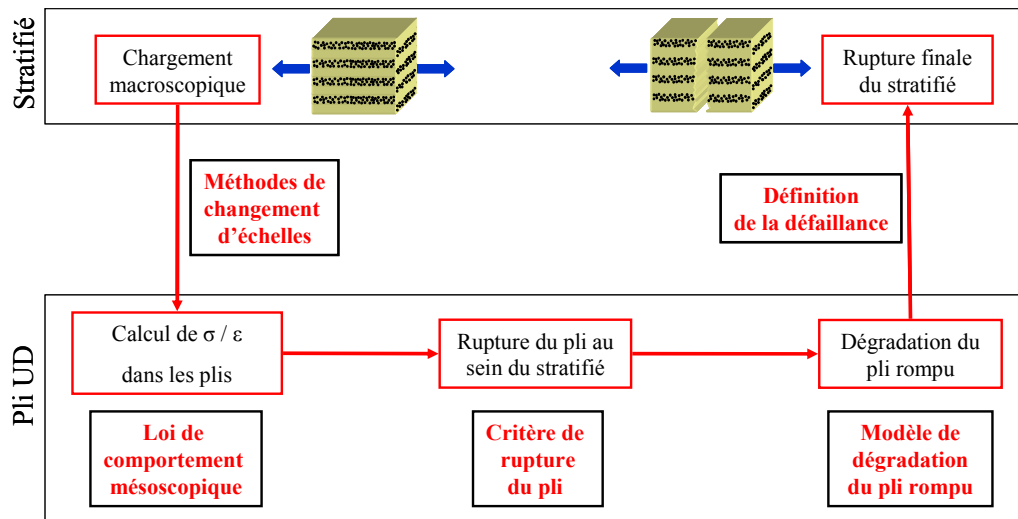 Stratifié
Chargement
macroscopique
Rupture finale
du stratifié
Méthodes de
changement
d'échelles
Définition
de la défaillance
Pli UD
Calcul de σ / ε
dans les plis
Rupture du pli au
sein du stratifié
Dégradation du
pli rompu
Loi de
comportement
mésoscopique
Critère de
rupture
du pli
Modèle de
dégradation
du pli rompu